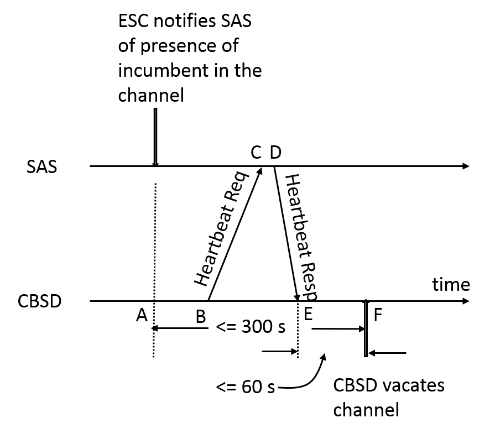 ESC notifies SAS
of presence of
incumbent in the
channel
C D
SAS
Heartbeat Req
Heartbeat Resp
time
CBSD
A
B
E
F
<= 300 s
<= 60 s
CBSD vacates
channel